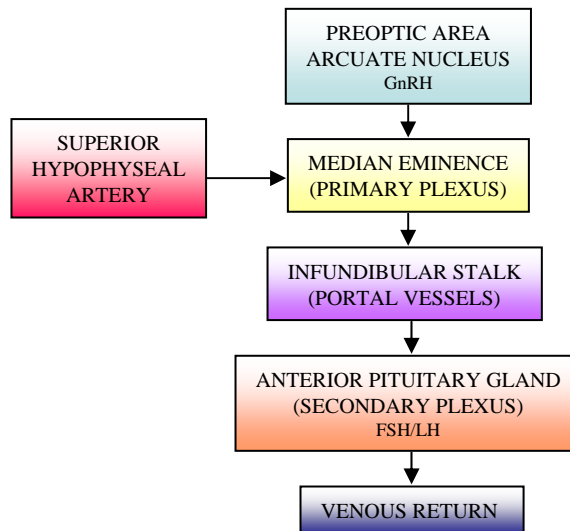 PREOPTIC AREA
ARCUATE NUCLEUS
GnRH
SUPERIOR
HYPOPHYSEAL
ARTERY
MEDIAN EMINENCE
(PRIMARY PLEXUS)
INFUNDIBULAR STALK
(PORTAL VESSELS)
ANTERIOR PITUITARY GLAND
(SECONDARY PLEXUS)
FSH/LH
VENOUS RETURN